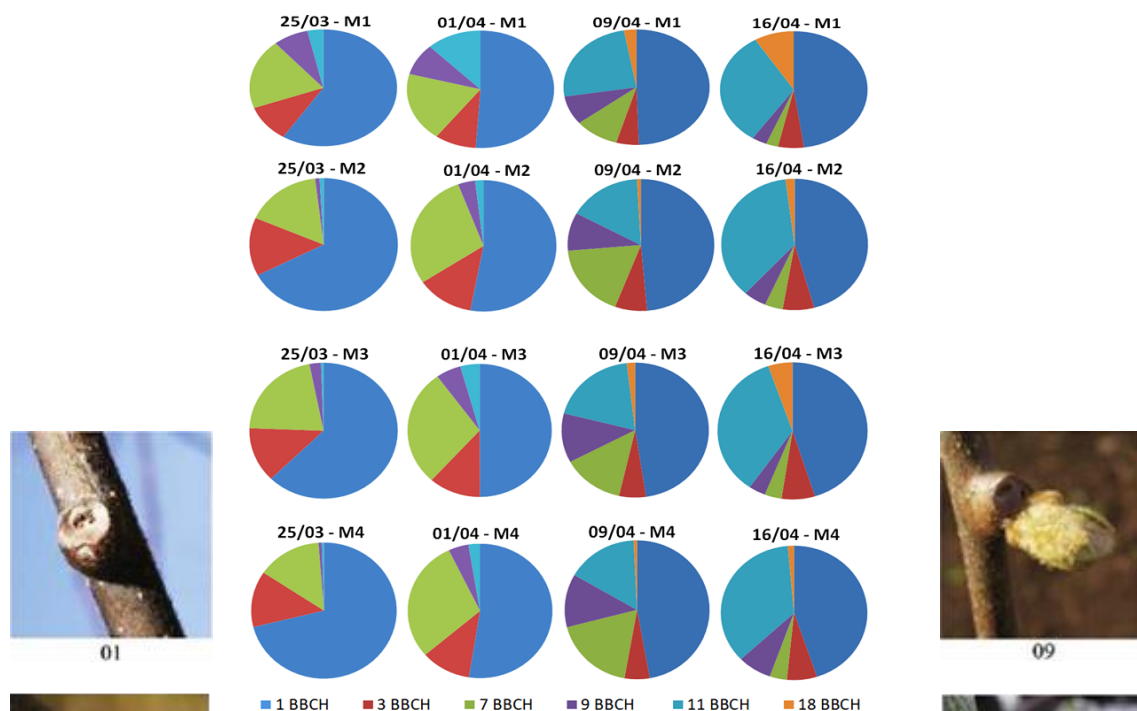 25/03 - M1
01/04 - M1
09/04 - M1
16/04 - M1
25/03 - M2
01/04 - M2
09/04 - M2
16/04 - M2
25/03 - M3
01/04 - M3
09/04 - M3
16/04 - M3
25/03 - M4
01/04 - M4
09/04 - M4
16/04 - M4
01
09
1 BBCH
3 BBCH
7 BBCH
9 BBCH
11 BBCH
18 BBCH